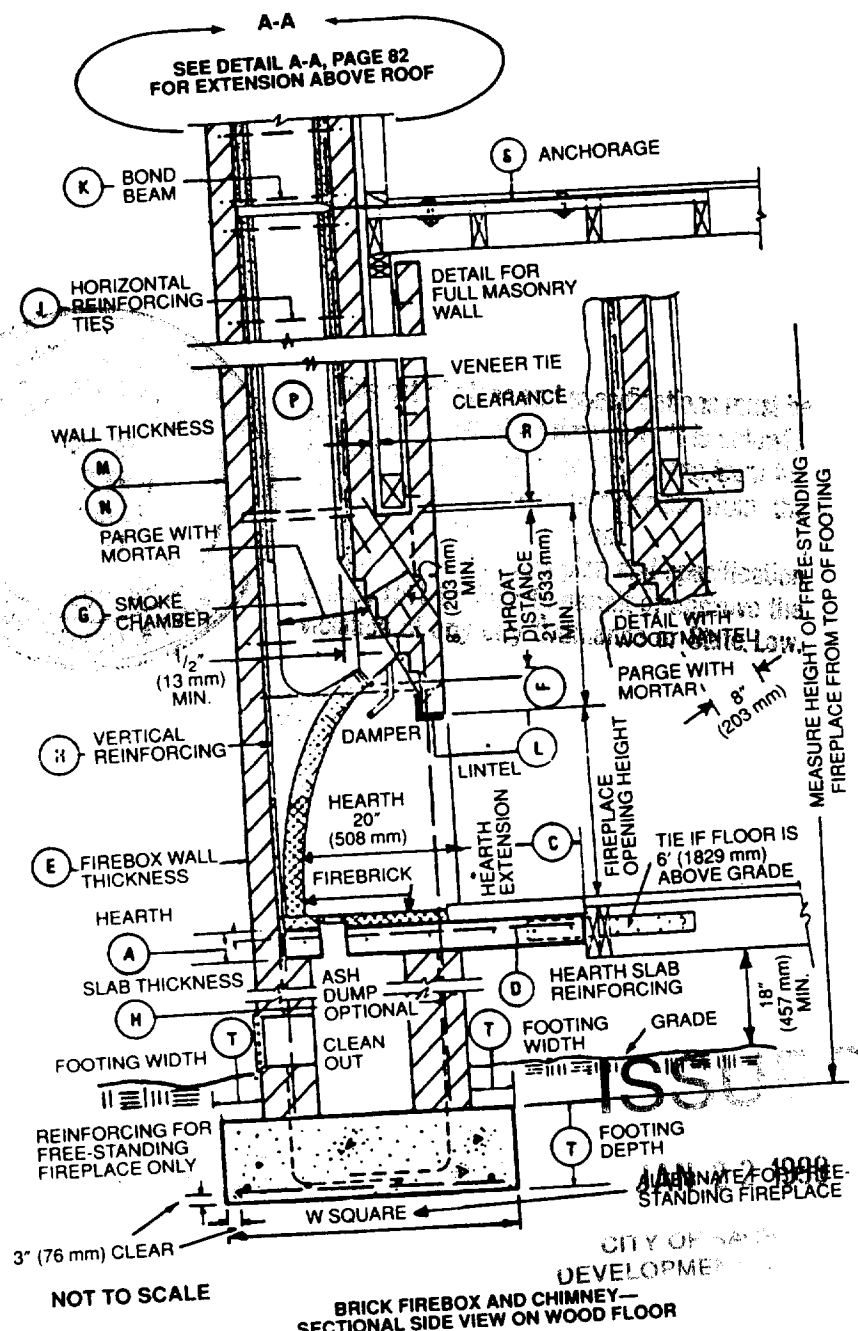 A-A
SEE DETAIL A-A, PAGE 82
FOR EXTENSION ABOVE ROOF
K
BOND
BEAM
S
ANCHORAGE
J
HORIZONTAL
REINFORCING
TIES
DETAIL FOR
FULL MASONRY
WALL
VENEER TIE
CLEARANCE
P
R
WALL THICKNESS
M
N
PARGE WITH
MORTAR
G
SMOKE
CHAMBER
1/2"
(13 mm)
MIN.
8"
(203 mm)
MIN.
THROAT
DISTANCE
21" (533 mm)
MIN.
F
DETAIL WITH
WOOD MANTEL
State Law.
PARGE WITH
MORTAR
8"
(203 mm)
MEASURE HEIGHT OF FREE-STANDING
FIREPLACE FROM TOP OF FOOTING
VERTICAL
REINFORCING
DAMPER
LINTEL
L
HEARTH
20"
(508 mm)
HEARTH
EXTENSION
C
FIREPLACE
OPENING HEIGHT
TIE IF FLOOR IS
6' (1829 mm)
ABOVE GRADE
E
FIREBOX WALL
THICKNESS
FIREBRICK
HEARTH
A
SLAB THICKNESS
H
ASH
DUMP
OPTIONAL
D
HEARTH SLAB
REINFORCING
18"
(457 mm)
MIN.
T
FOOTING WIDTH
CLEAN
OUT
T
FOOTING
WIDTH
GRADE
REINFORCING FOR
FREE-STANDING
FIREPLACE ONLY
T
FOOTING
DEPTH
ALTERNATE FOR FREE-
STANDING FIREPLACE
W SQUARE
3" (76 mm) CLEAR
CITY OF
NOT TO SCALE
BRICK FIREBOX AND CHIMNEY—
SECTIONAL SIDE VIEW ON WOOD FLOOR